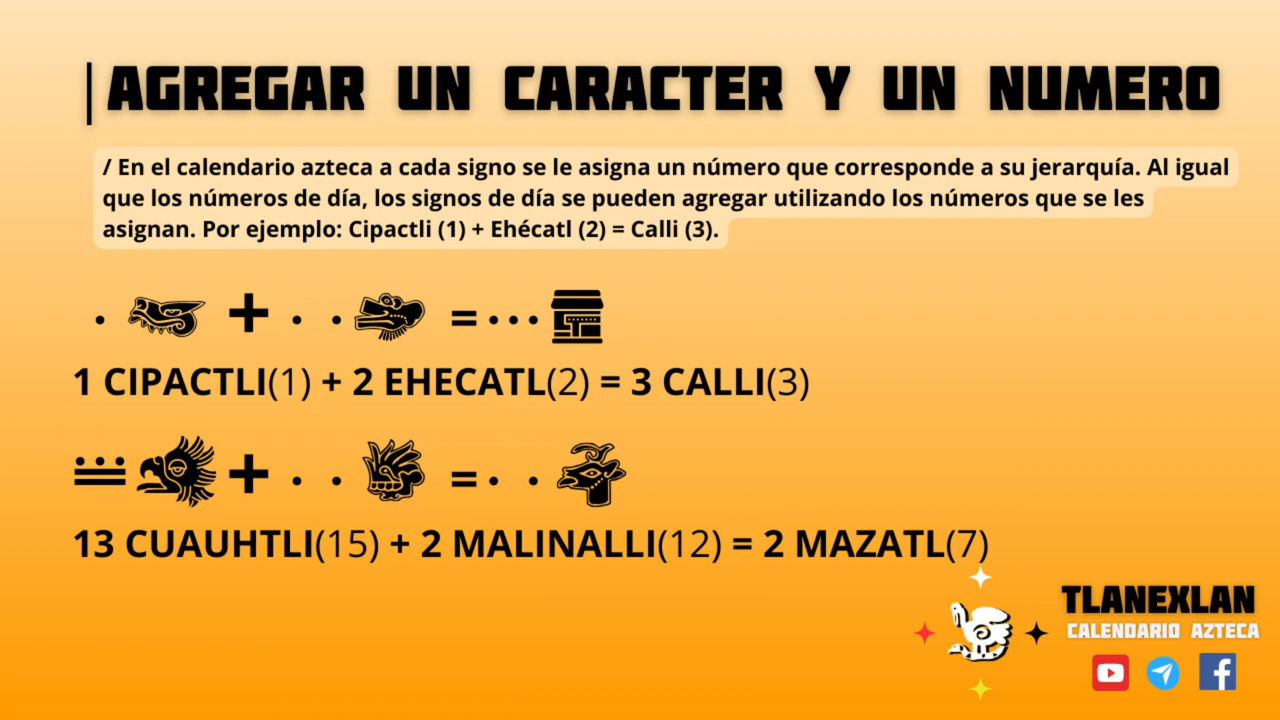 AGREGAR UN CARACTER Y UN NUMERO
/ En el calendario azteca a cada signo se le asigna un número que corresponde a su jerarquía. Al igual
que los números de día, los signos de día se pueden agregar utilizando los números que se les
asignan. Por ejemplo: Cipactli (1) + Ehécatl (2) = Calli (3).
+ =
1 CIPACTLI(1) + 2 EHECATL(2) = 3 CALLI(3)
+ =
13 CUAUHTLI(15) + 2 MALINALLI(12) = 2 MAZATL(7)
TLANEXLAN
CALENDARIO AZTECA